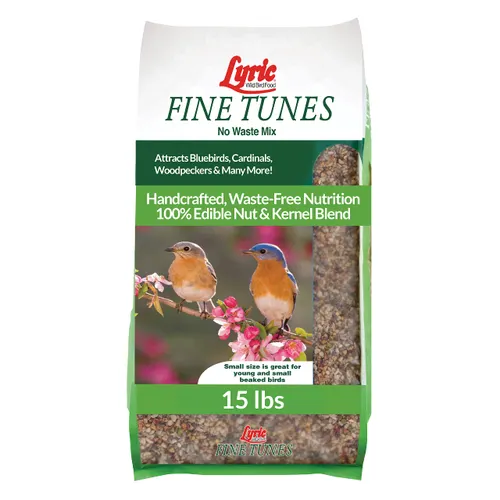 Lyric
Wild Bird Food
FINE TUNES
No Waste Mix
Attracts Bluebirds, Cardinals,
Woodpeckers & Many More!
Handcrafted, Waste-Free Nutrition
100% Edible Nut & Kernel Blend
Small size is great for
young and small
beaked birds
15 lbs
Lyric
FINE TUNES